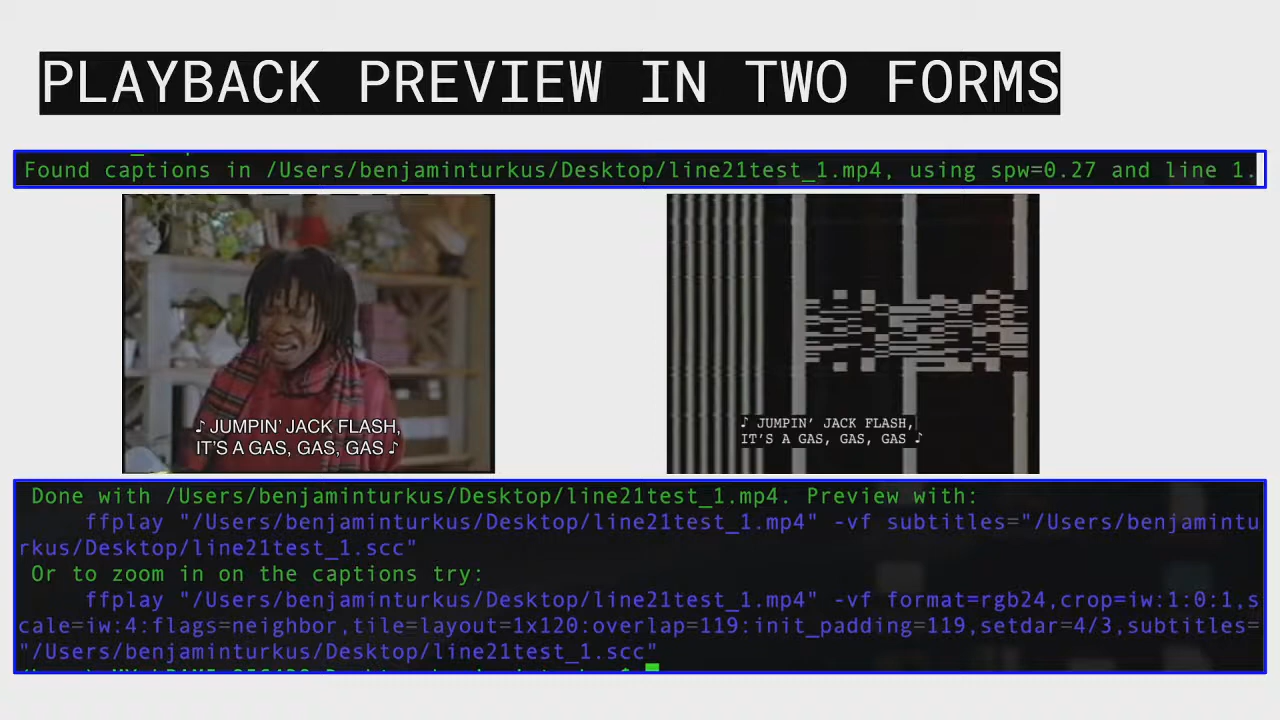 PLAYBACK PREVIEW IN TWO FORMS
Found captions in /Users/benjaminturkus/Desktop/line21test_1.mp4, using spw=0.27 and line 1.
♪ JUMPIN' JACK FLASH,
IT'S A GAS, GAS, GAS ♪
♪ JUMPIN' JACK FLASH,
IT'S A GAS, GAS, GAS ♪
Done with /Users/benjaminturkus/Desktop/line21test_1.mp4. Preview with:
ffplay "/Users/benjaminturkus/Desktop/line21test_1.mp4" -vf subtitles="/Users/benjamintu
rkus/Desktop/line21test_1.scc"
Or to zoom in on the captions try:
ffplay "/Users/benjaminturkus/Desktop/line21test_1.mp4" -vf format=rgb24,crop=iw:1:0:1,s
cale=iw:4:flags=neighbor,tile=layout=1x120:overlap=119:init_padding=119,setdar=4/3,subtitles=
"/Users/benjaminturkus/Desktop/line21test_1.scc"